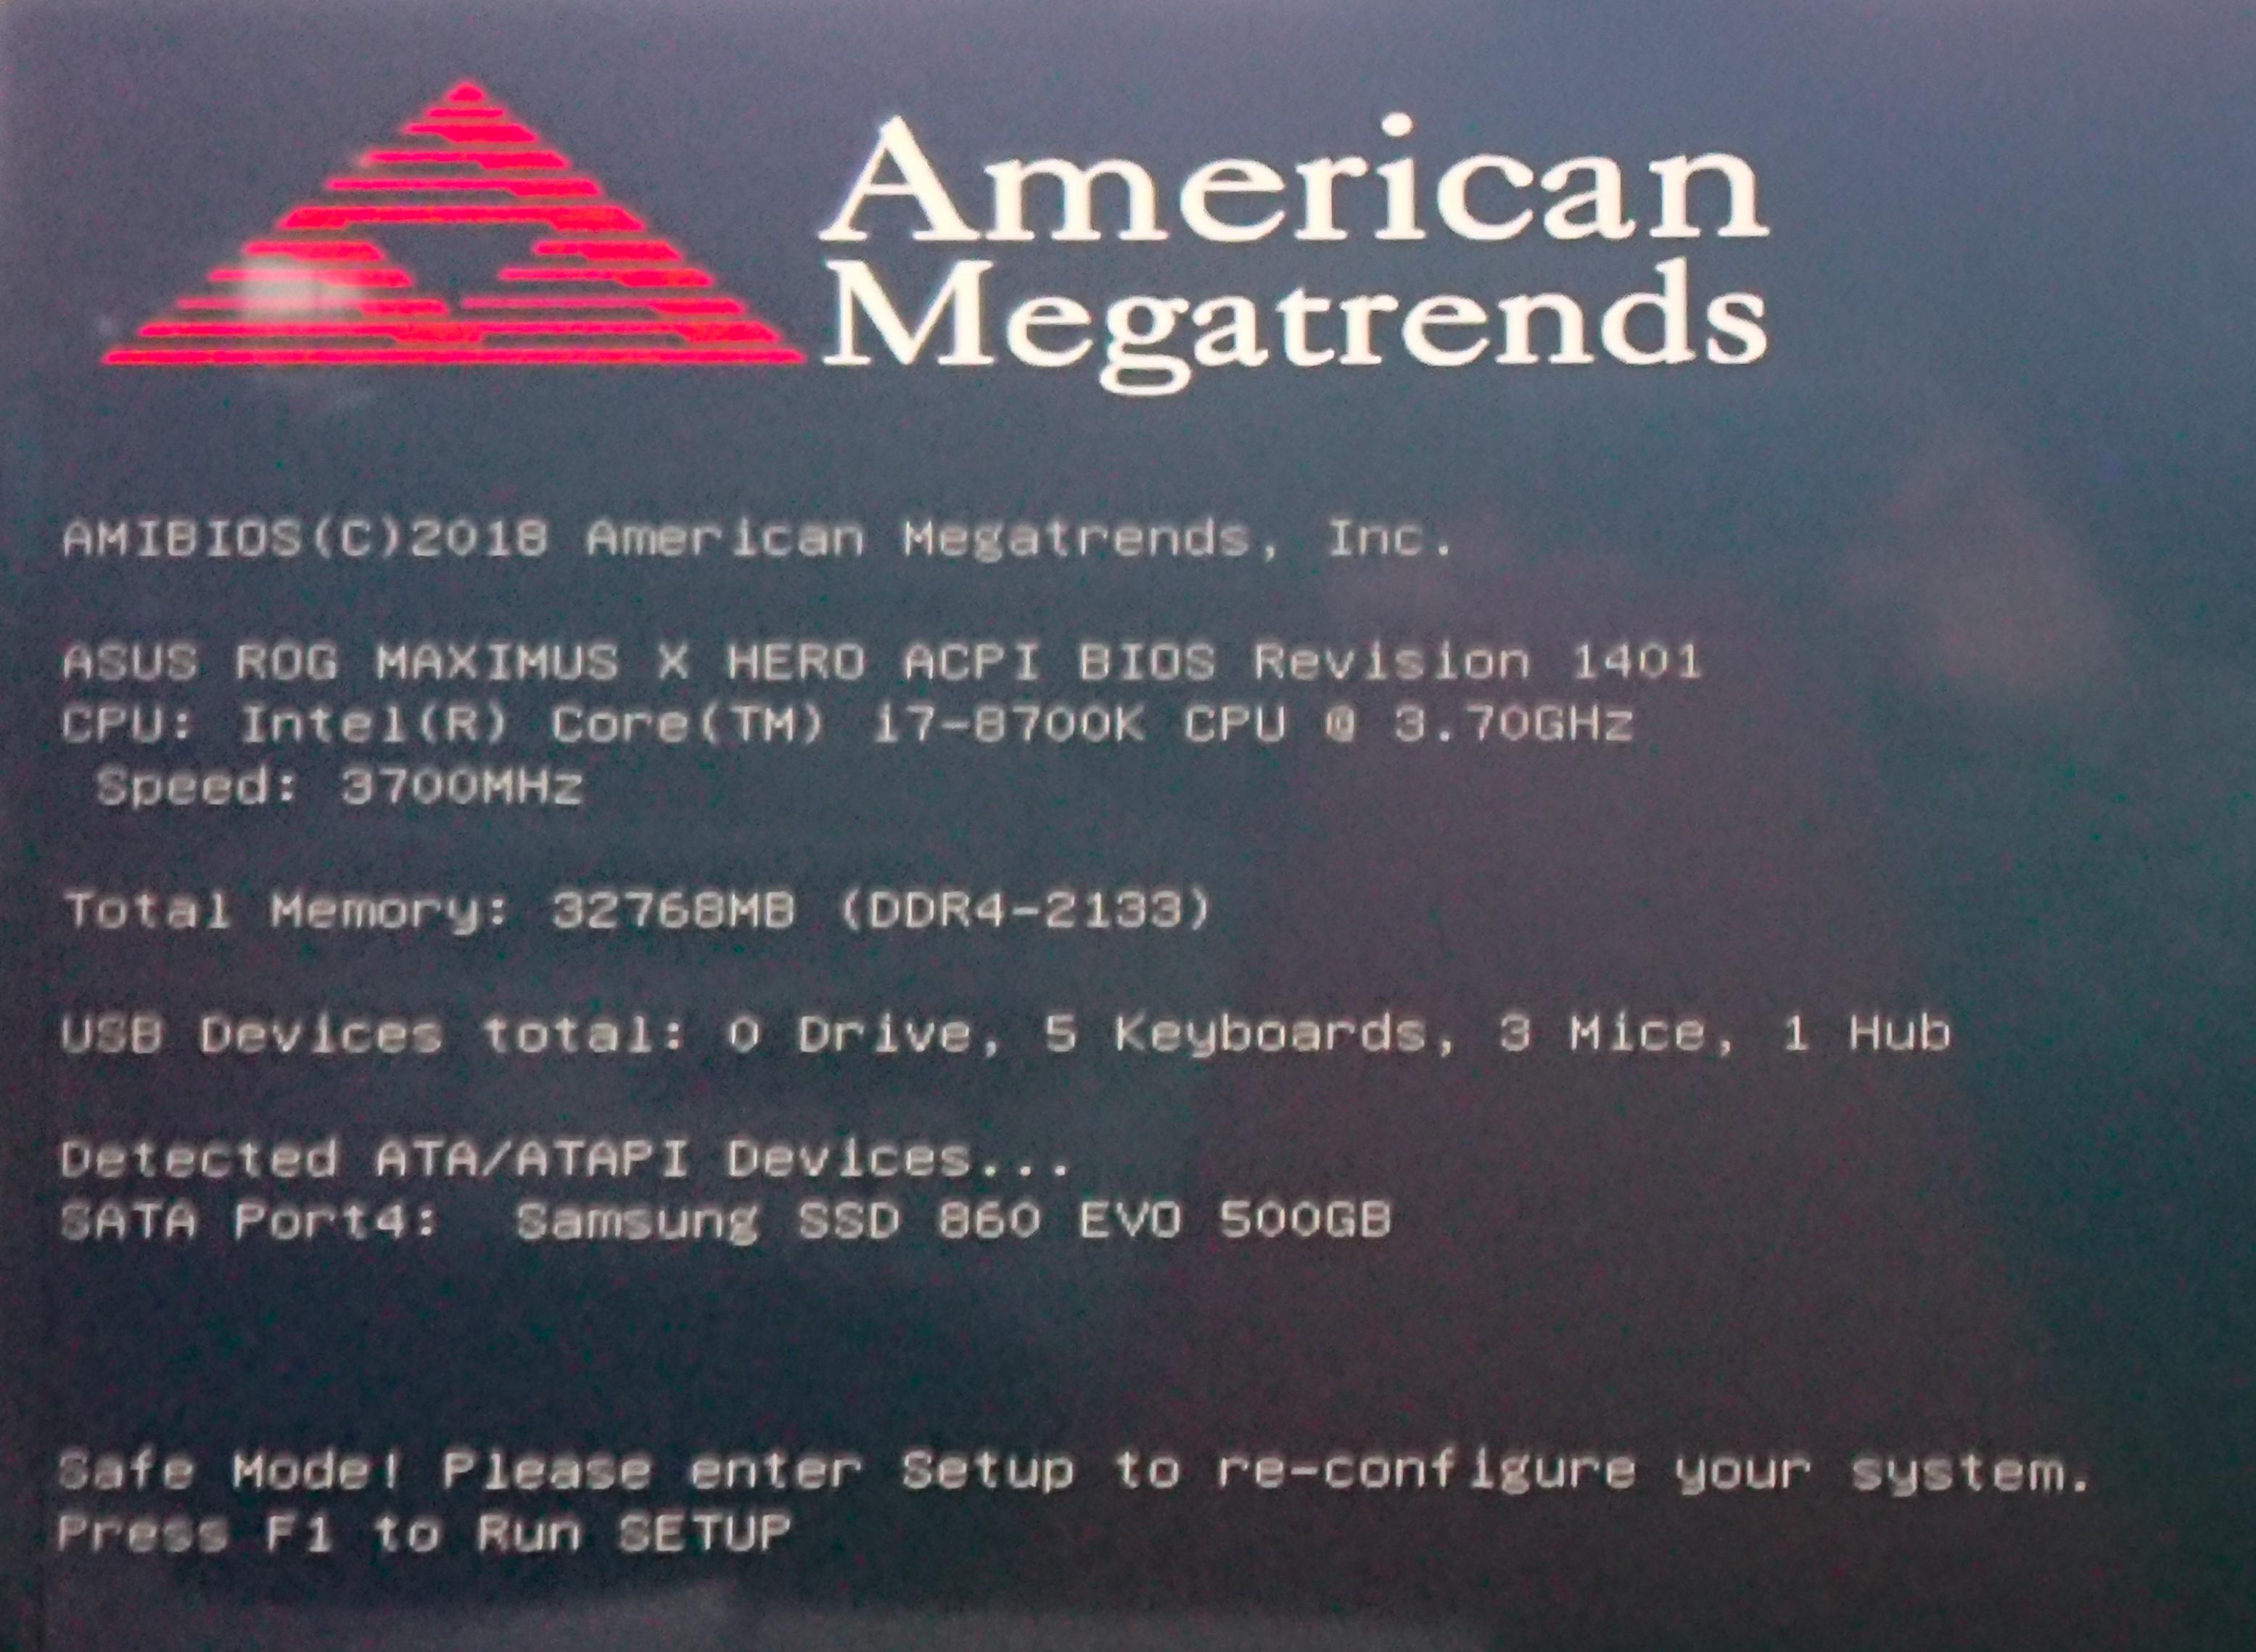 American
Megatrends
AMIBIOS(C)2018 American Megatrends, Inc.
ASUS ROG MAXIMUS X HERO ACPI BIOS Revision 1401
CPU: Intel(R) Core(TM) i7-8700K CPU @ 3.70GHz
Speed: 3700MHz
Total Memory: 32768MB (DDR4-2133)
USB Devices total: 0 Drive, 5 Keyboards, 3 Mice, 1 Hub
Detected ATA/ATAPI Devices...
SATA Port4: Samsung SSD 860 EVO 500GB
Safe Mode! Please enter Setup to re-configure your system.
Press F1 to Run SETUP